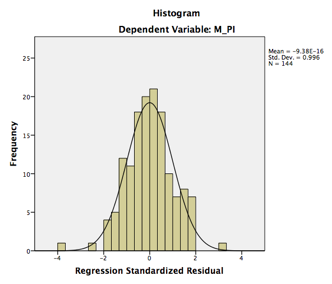 Histogram
Dependent Variable: M_PI
Mean = -9.38E-16
Std. Dev. = 0.996
N = 144
Frequency
25
20
15
10
5
0
-4 -2 0 2 4
Regression Standardized Residual